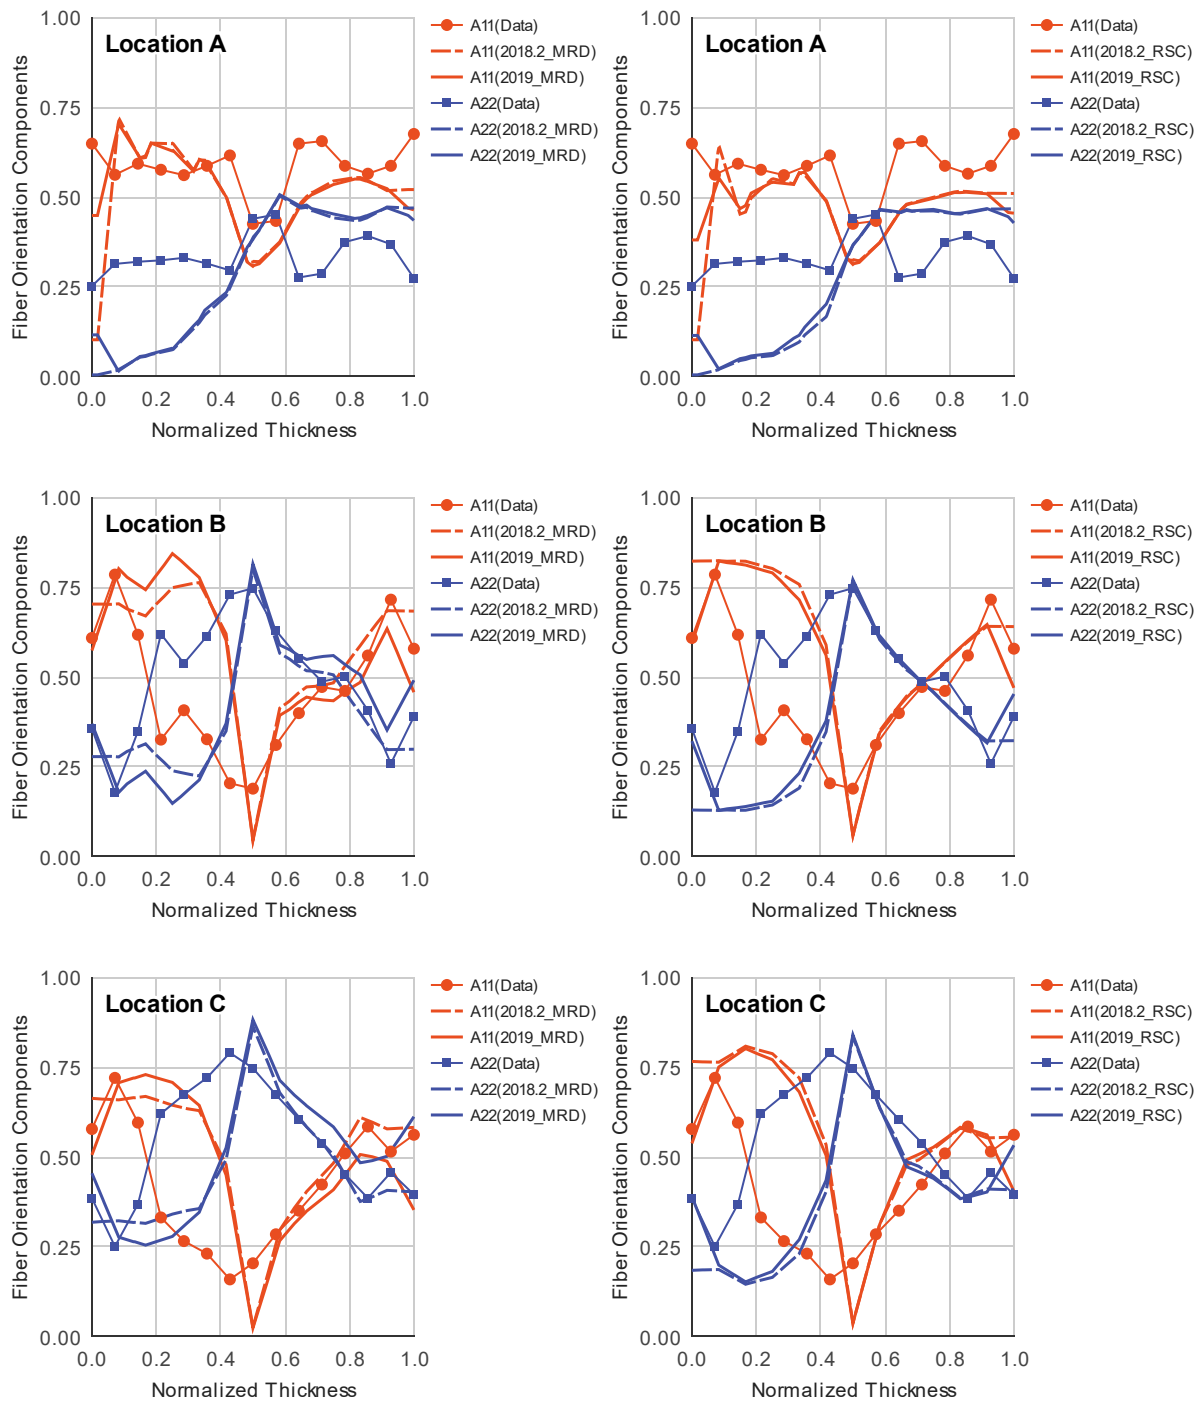 1.00
0.75
0.50
0.25
0.00
Fiber Orientation Components
Location A
0.0 0.2 0.4 0.6 0.8 1.0
Normalized Thickness
A11(Data)
A11(2018.2_MRD)
A11(2019_MRD)
A22(Data)
A22(2018.2_MRD)
A22(2019_MRD)
1.00
0.75
0.50
0.25
0.00
Fiber Orientation Components
Location A
0.0 0.2 0.4 0.6 0.8 1.0
Normalized Thickness
A11(Data)
A11(2018.2_RSC)
A11(2019_RSC)
A22(Data)
A22(2018.2_RSC)
A22(2019_RSC)
1.00
0.75
0.50
0.25
0.00
Fiber Orientation Components
Location B
0.0 0.2 0.4 0.6 0.8 1.0
Normalized Thickness
A11(Data)
A11(2018.2_MRD)
A11(2019_MRD)
A22(Data)
A22(2018.2_MRD)
A22(2019_MRD)
1.00
0.75
0.50
0.25
0.00
Fiber Orientation Components
Location B
0.0 0.2 0.4 0.6 0.8 1.0
Normalized Thickness
A11(Data)
A11(2018.2_RSC)
A11(2019_RSC)
A22(Data)
A22(2018.2_RSC)
A22(2019_RSC)
1.00
0.75
0.50
0.25
0.00
Fiber Orientation Components
Location C
0.0 0.2 0.4 0.6 0.8 1.0
Normalized Thickness
A11(Data)
A11(2018.2_MRD)
A11(2019_MRD)
A22(Data)
A22(2018.2_MRD)
A22(2019_MRD)
1.00
0.75
0.50
0.25
0.00
Fiber Orientation Components
Location C
0.0 0.2 0.4 0.6 0.8 1.0
Normalized Thickness
A11(Data)
A11(2018.2_RSC)
A11(2019_RSC)
A22(Data)
A22(2018.2_RSC)
A22(2019_RSC)